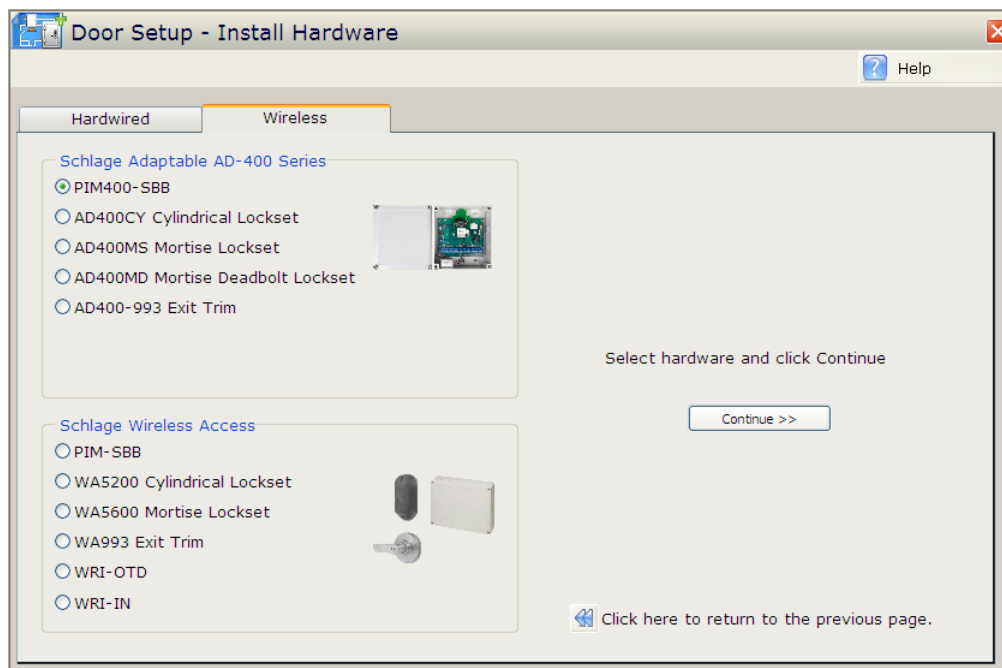 Door Setup - Install Hardware
Help
Hardwired
Wireless
Schlage Adaptable AD-400 Series
PIM400-SBB
AD400CY Cylindrical Lockset
AD400MS Mortise Lockset
AD400MD Mortise Deadbolt Lockset
AD400-993 Exit Trim
Select hardware and click Continue
Continue >>
Schlage Wireless Access
PIM-SBB
WA5200 Cylindrical Lockset
WA5600 Mortise Lockset
WA993 Exit Trim
WRI-OTD
WRI-IN
Click here to return to the previous page.